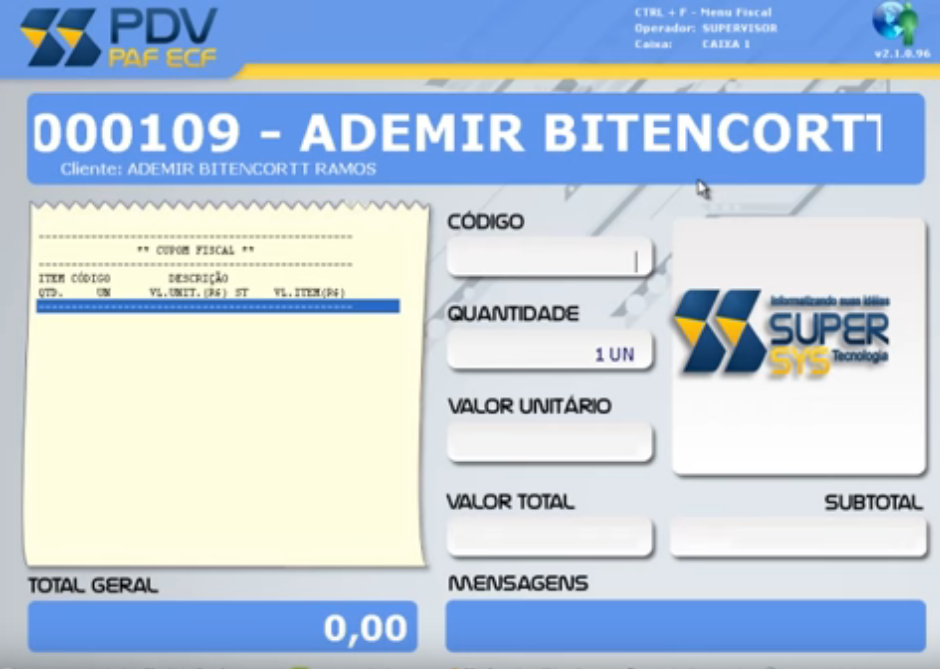 PDV
PAF ECF
CTRL + F - Menu Fiscal
Operador: SUPERVISOR
Caixa: CAIXA 1
v2.1.0.96
000109 - ADEMIR BITENCORTT
Cliente: ADEMIR BITENCORTT RAMOS
** CUPOM FISCAL **
ITEM CÓDIGO DESCRIÇÃO
QTD. UN VL.UNIT.(R$) ST VL.ITEM(R$)
CÓDIGO
QUANTIDADE
1 UN
VALOR UNITÁRIO
VALOR TOTAL
Informatizando suas idéias
SUPER
SYS Tecnologia
SUBTOTAL
TOTAL GERAL
0,00
MENSAGENS